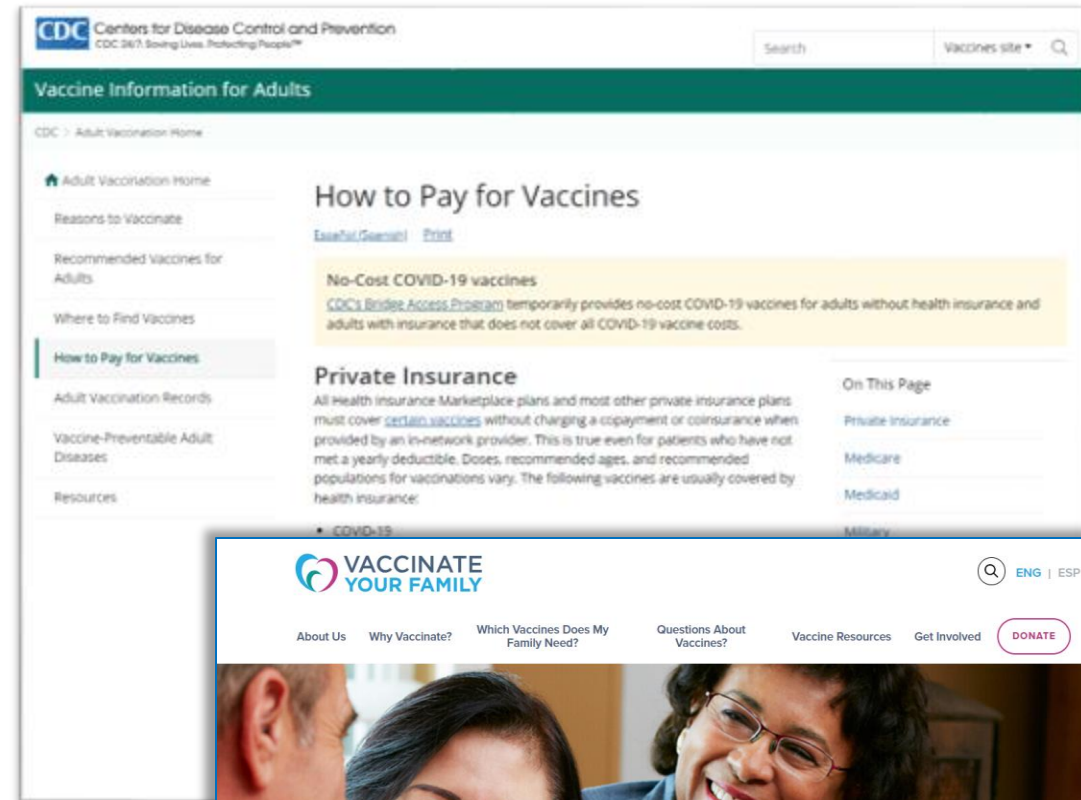 CDC Centers for Disease Control and Prevention
CDC 24/7: Saving Lives. Protecting People™
Search
Vaccines site
Vaccine Information for Adults
CDC > Adult Vaccination Home
Adult Vaccination Home
Reasons to Vaccinate
Recommended Vaccines for
Adults
Where to Find Vaccines
How to Pay for Vaccines
Adult Vaccination Records
Vaccine-Preventable Adult
Diseases
Resources
How to Pay for Vaccines
Español (Spanish) Print
No-Cost COVID-19 vaccines
CDC's Bridge Access Program temporarily provides no-cost COVID-19 vaccines for adults without health insurance and
adults with insurance that does not cover all COVID-19 vaccine costs.
Private Insurance
All Health Insurance Marketplace plans and most other private insurance plans
must cover certain vaccines without charging a copayment or coinsurance when
provided by an in-network provider. This is true even for patients who have not
met a yearly deductible. Doses, recommended ages, and recommended
populations for vaccinations vary. The following vaccines are usually covered by
health insurance:
• COVID-19
On This Page
Private Insurance
Medicare
Medicaid
Military
VACCINATE
YOUR FAMILY
ENG | ESP
About Us
Why Vaccinate?
Which Vaccines Does My
Family Need?
Questions About
Vaccines?
Vaccine Resources
Get Involved
DONATE